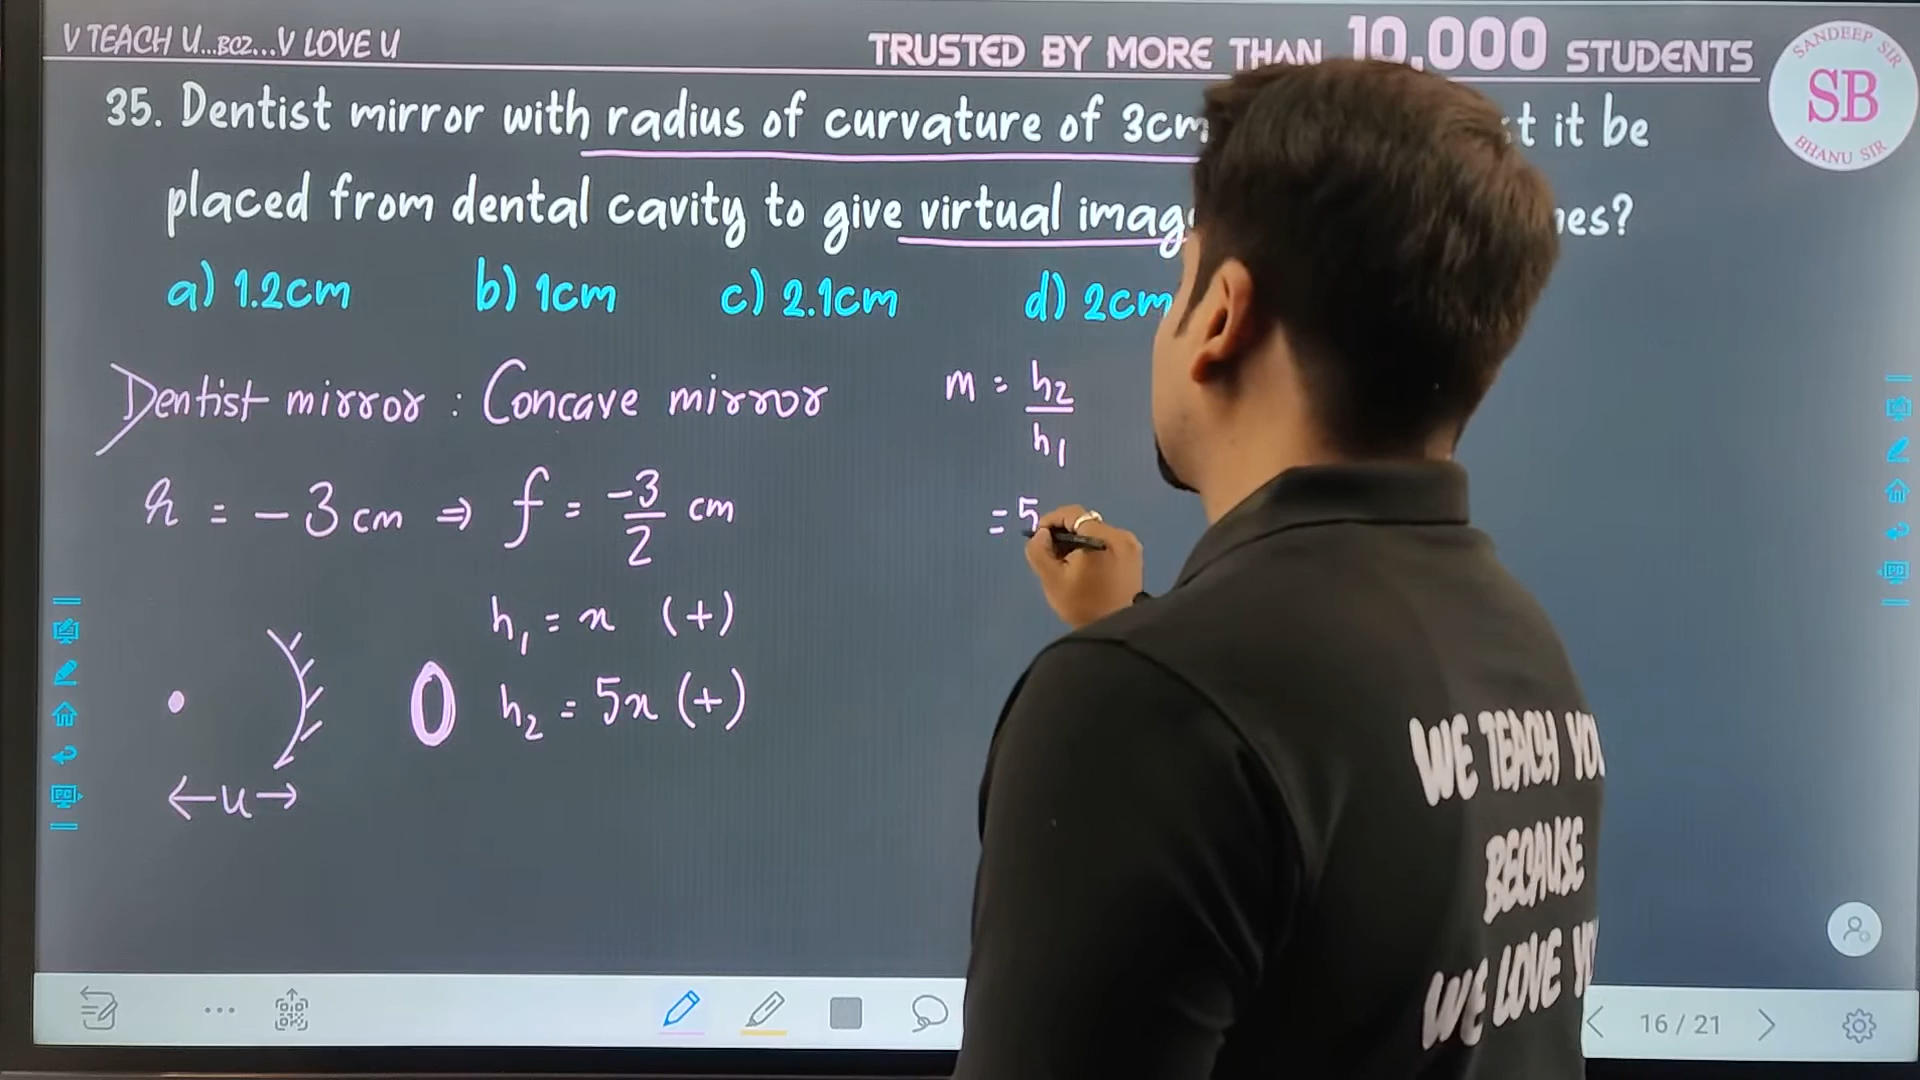 V TEACH U...BCZ...V LOVE U
TRUSTED BY MORE THAN 10,000 STUDENTS
SANDEEP SIR
SB
BHANU SIR
35. Dentist mirror with radius of curvature of 3cm t it be
placed from dental cavity to give virtual imag nes?
a) 1.2cm b) 1cm c) 2.1cm d) 2cm
Dentist mirror : Concave mirror
r = - 3 cm ⇒ f = -3/2 cm
h1 = x (+)
h2 = 5x (+)
←u→
m = h2/h1
= 5
WE TEACH YOU
BECAUSE
WE LOVE YO
16 / 21